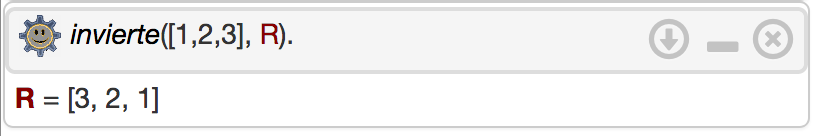 invierte([1,2,3], R).
R = [3, 2, 1]